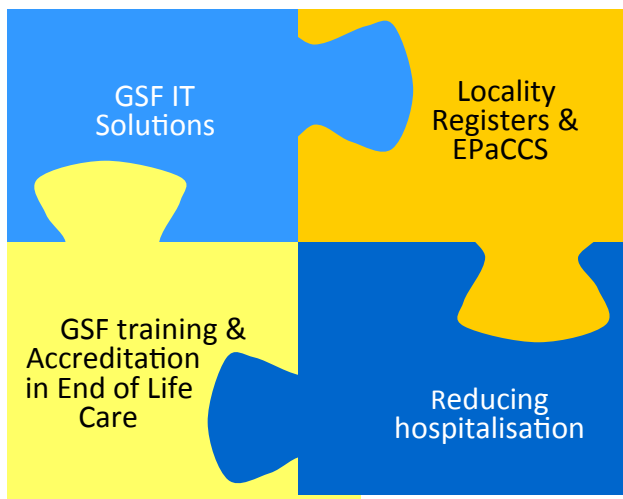 GSF IT
Solutions
Locality
Registers &
EPaCCS
GSF training &
Accreditation
in End of Life
Care
Reducing
hospitalisation